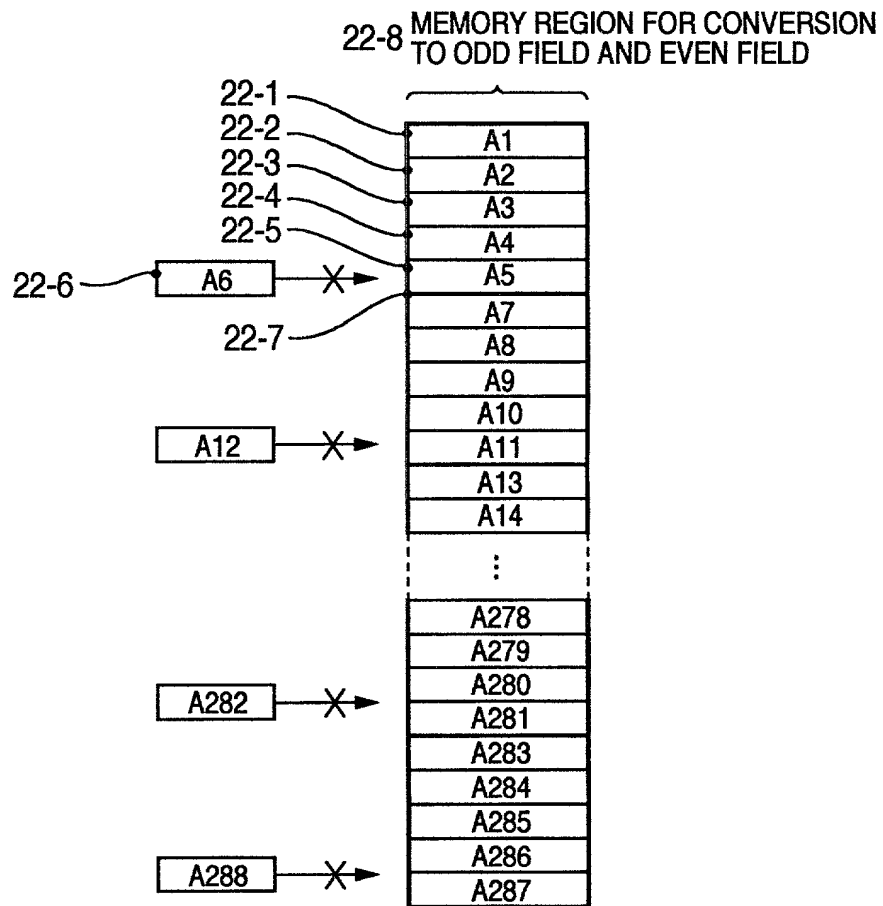 22-8 MEMORY REGION FOR CONVERSION
TO ODD FIELD AND EVEN FIELD
22-1
22-2
22-3
22-4
22-5
22-6
22-7
A1
A2
A3
A4
A5
A6
A7
A8
A9
A10
A11
A12
A13
A14
⋮
A278
A279
A280
A281
A282
A283
A284
A285
A286
A287
A288